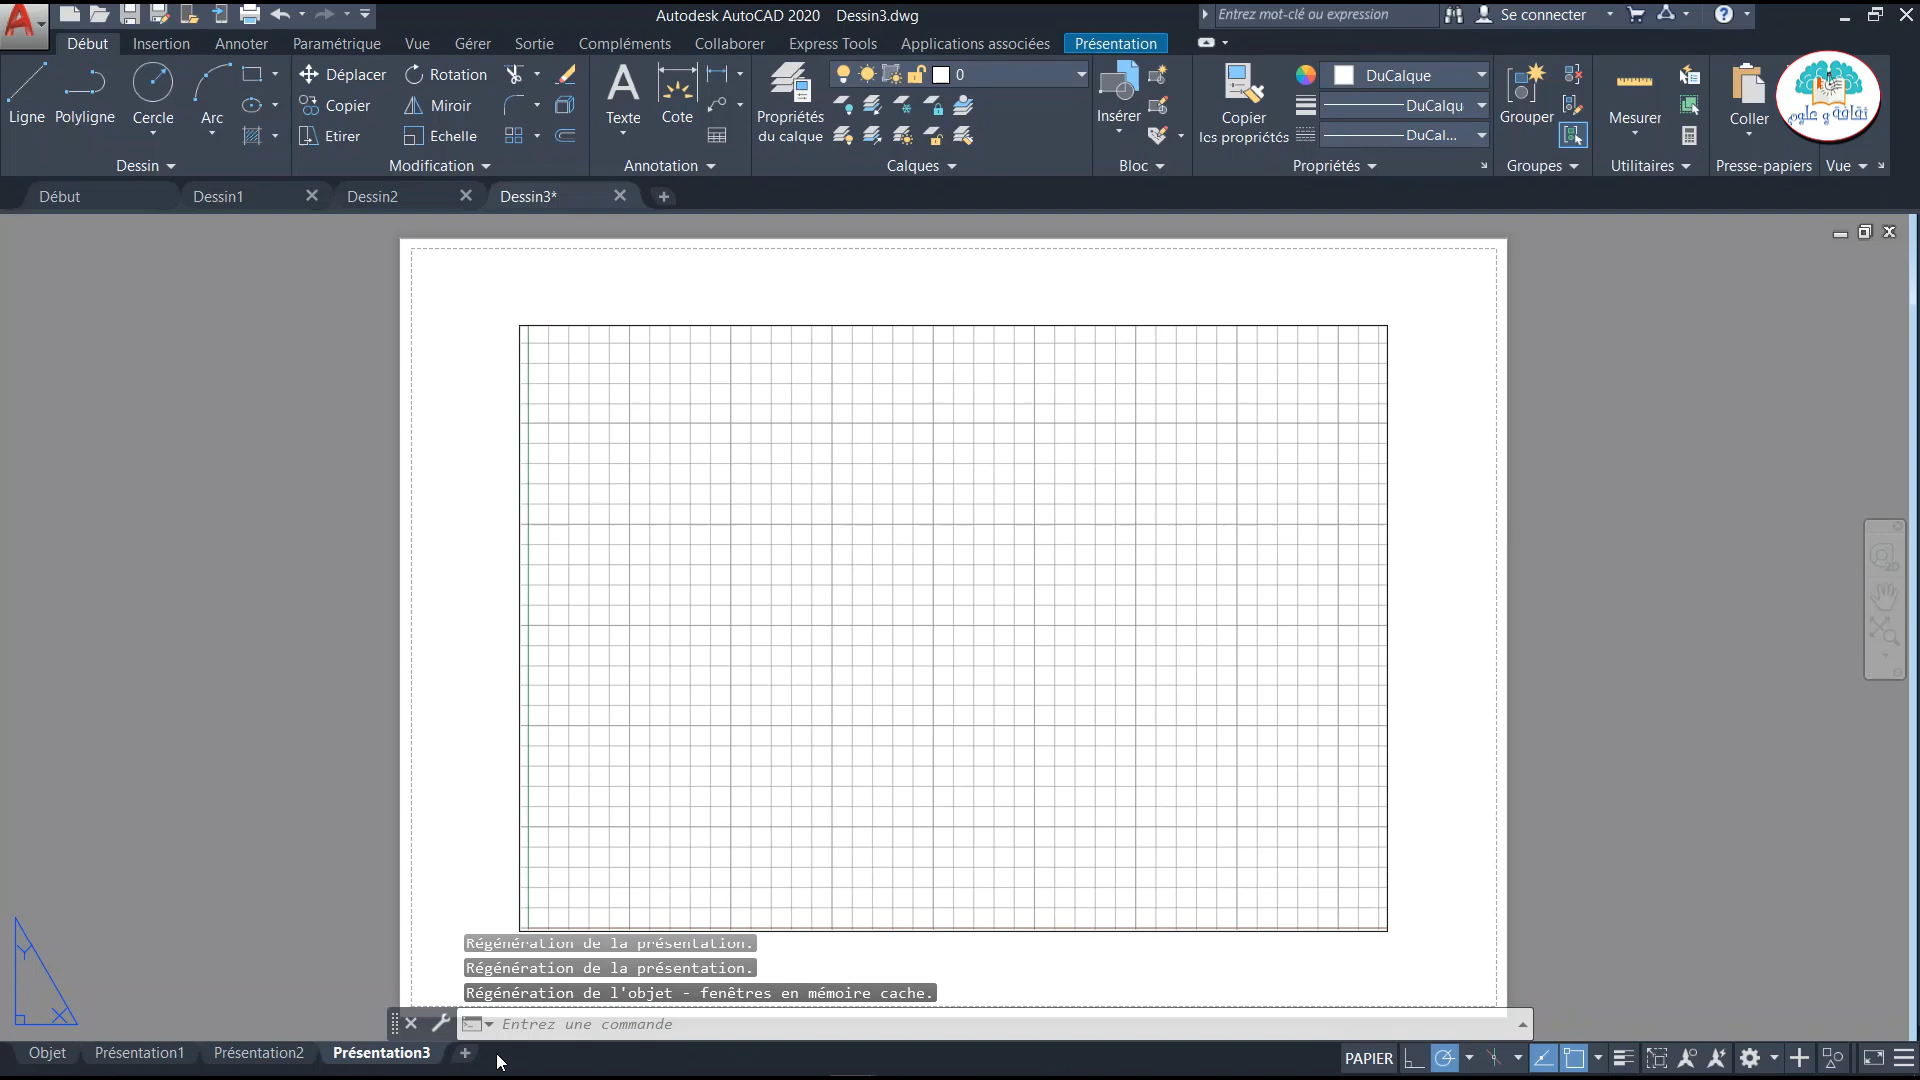 Autodesk AutoCAD 2020 Dessin3.dwg
Entrez mot-clé ou expression
Se connecter
Début Insertion Annoter Paramétrique Vue Gérer Sortie Compléments Collaborer Express Tools Applications associées Présentation
Ligne Polyligne Cercle Arc
Dessin
Déplacer Rotation
Copier Miroir
Etirer Echelle
Modification
Texte Cote
Annotation
Propriétés
du calque
0
Calques
Insérer
Bloc
Copier
les propriétés
DuCalque
DuCalqu
DuCal...
Propriétés
Grouper
Groupes
Mesurer
Utilitaires
Coller
Presse-papiers
Vue
ثقافة و علوم
Début Dessin1 Dessin2 Dessin3*
2D
Y
X
Régénération de la présentation.
Régénération de la présentation.
Régénération de l'objet - fenêtres en mémoire cache.
Entrez une commande
Objet Présentation1 Présentation2 Présentation3
PAPIER